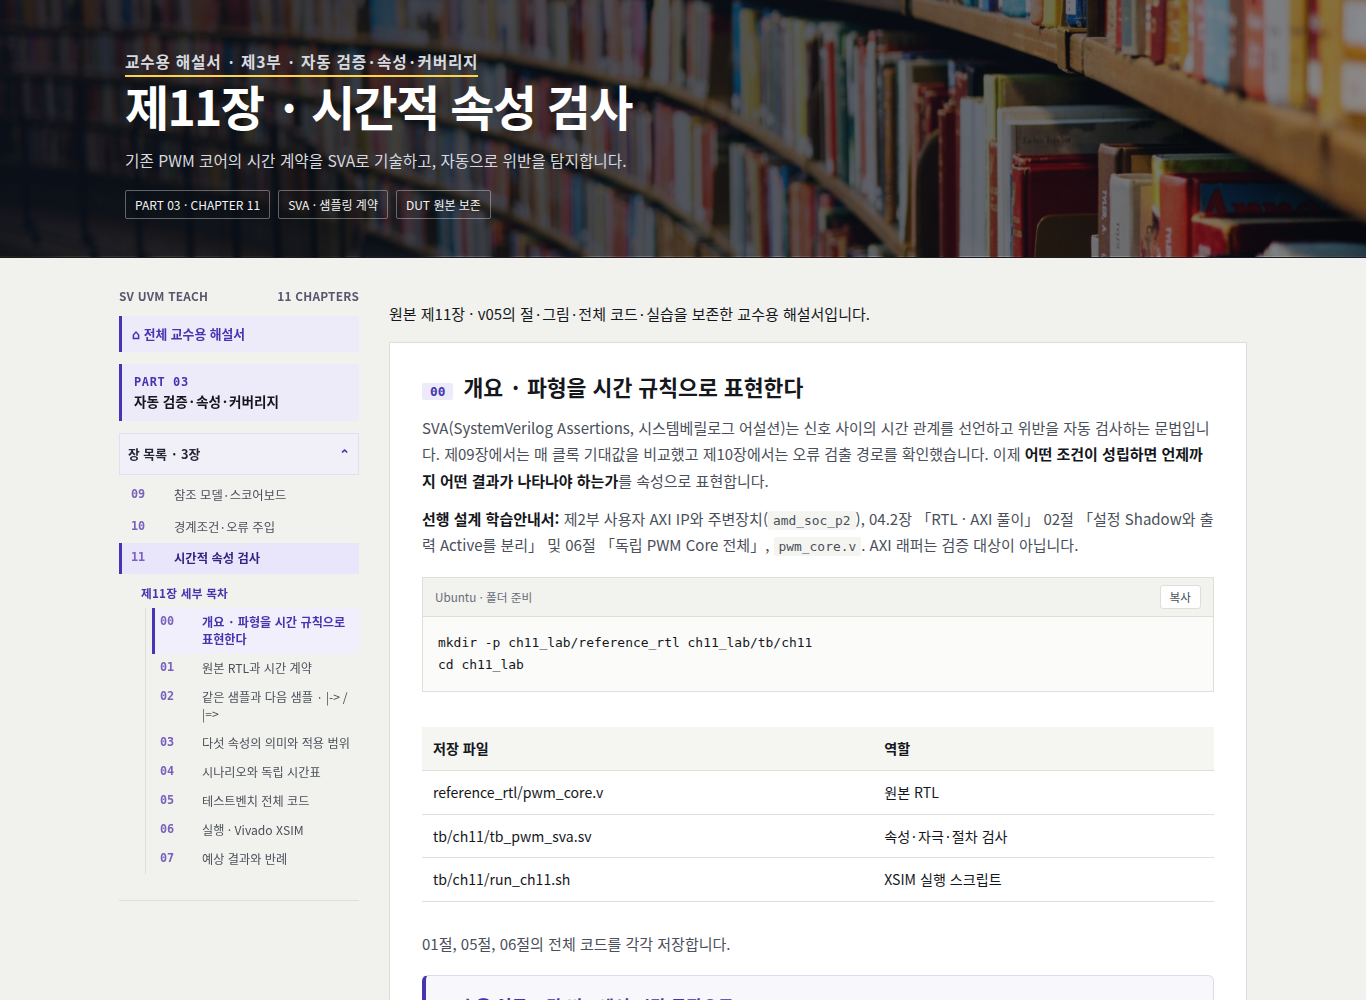 교수용 해설서 · 제3부 · 자동 검증·속성·커버리지
제11장 · 시간적 속성 검사
기존 PWM 코어의 시간 계약을 SVA로 기술하고, 자동으로 위반을 탐지합니다.
PART 03 · CHAPTER 11
SVA · 샘플링 계약
DUT 원본 보존
SV UVM TEACH
11 CHAPTERS
⌂ 전체 교수용 해설서
PART 03
자동 검증·속성·커버리지
장 목록 · 3장
09 참조 모델·스코어보드
10 경계조건·오류 주입
11 시간적 속성 검사
제11장 세부 목차
00 개요 · 파형을 시간 규칙으로
표현한다
01 원본 RTL과 시간 계약
02 같은 샘플과 다음 샘플 · |-> /
|=>
03 다섯 속성의 의미와 적용 범위
04 시나리오와 독립 시간표
05 테스트벤치 전체 코드
06 실행 · Vivado XSIM
07 예상 결과와 반례
원본 제11장 · v05의 절·그림·전체 코드·실습을 보존한 교수용 해설서입니다.
00 개요 · 파형을 시간 규칙으로 표현한다
SVA(SystemVerilog Assertions, 시스템베릴로그 어설션)는 신호 사이의 시간 관계를 선언하고 위반을 자동 검사하는 문법입니
다. 제09장에서는 매 클록 기대값을 비교했고 제10장에서는 오류 검출 경로를 확인했습니다. 이제 어떤 조건이 성립하면 언제까
지 어떤 결과가 나타나야 하는가를 속성으로 표현합니다.
선행 설계 학습안내서: 제2부 사용자 AXI IP와 주변장치( amd_soc_p2 ), 04.2장 「RTL · AXI 풀이」 02절 「설정 Shadow와 출
력 Active를 분리」 및 06절 「독립 PWM Core 전체」, pwm_core.v . AXI 래퍼는 검증 대상이 아닙니다.
Ubuntu · 폴더 준비
복사
mkdir -p ch11_lab/reference_rtl ch11_lab/tb/ch11
cd ch11_lab
저장 파일 역할
reference_rtl/pwm_core.v 원본 RTL
tb/ch11/tb_pwm_sva.sv 속성·자극·절차 검사
tb/ch11/run_ch11.sh XSIM 실행 스크립트
01절, 05절, 06절의 전체 코드를 각각 저장합니다.